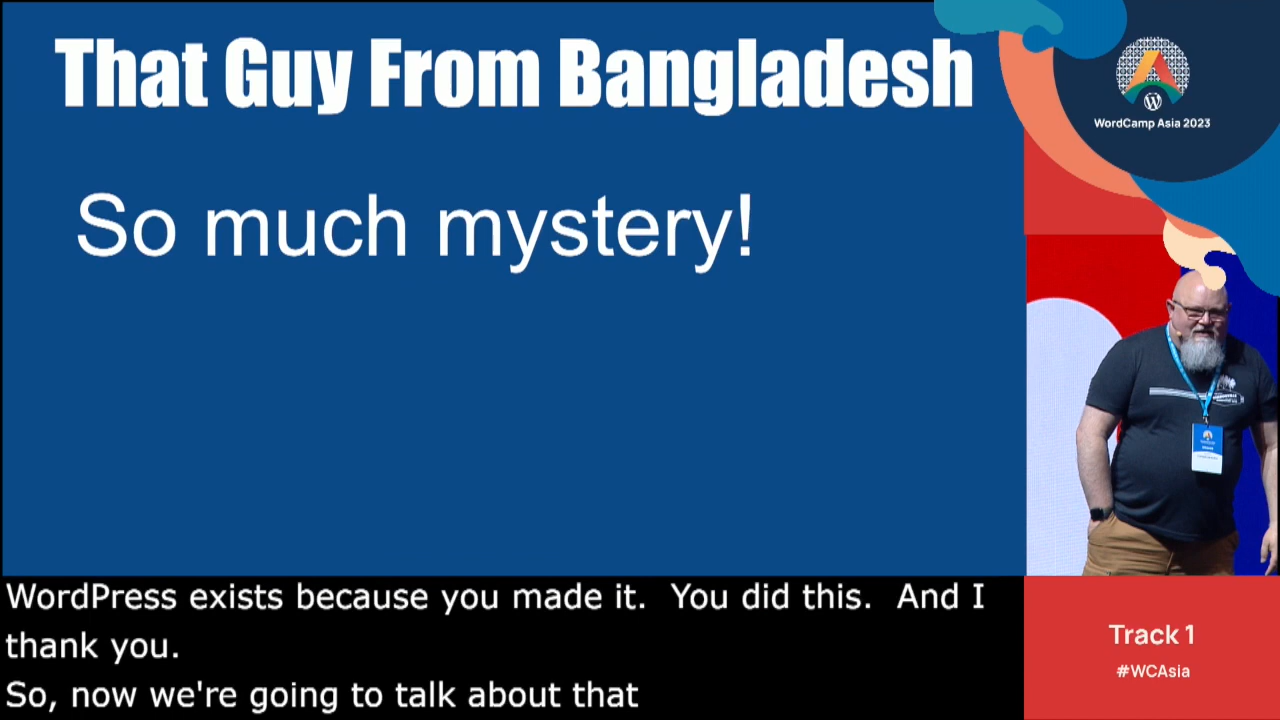 That Guy From Bangladesh
So much mystery!
WordCamp Asia 2023
WordPress exists because you made it.  You did this.  And I
thank you.
So, now we're going to talk about that
Track 1
#WCAsia